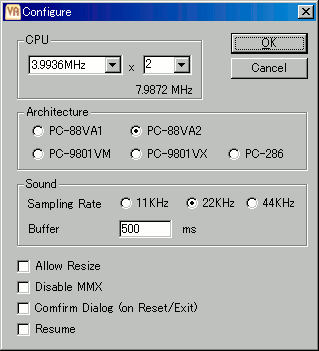 VA Configure
CPU
3.9936MHz x 2
7.9872 MHz
OK
Cancel
Architecture
PC-88VA1 PC-88VA2
PC-9801VM PC-9801VX PC-286
Sound
Sampling Rate 11KHz 22KHz 44KHz
Buffer 500 ms
Allow Resize
Disable MMX
Comfirm Dialog (on Reset/Exit)
Resume